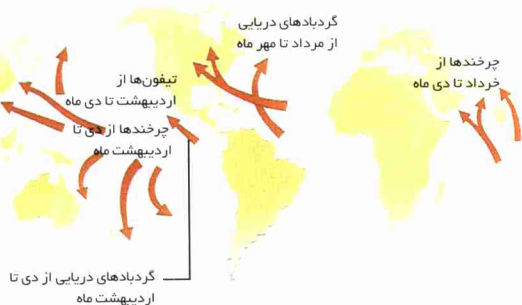 گردبادهای دریایی
از مرداد تا مهر ماه
چرخندها از
خرداد تا دی ماه
تیفون‌ها از
اردیبهشت تا دی ماه
چرخندها از دی تا
اردیبهشت ماه
گردبادهای دریایی از دی تا
اردیبهشت ماه